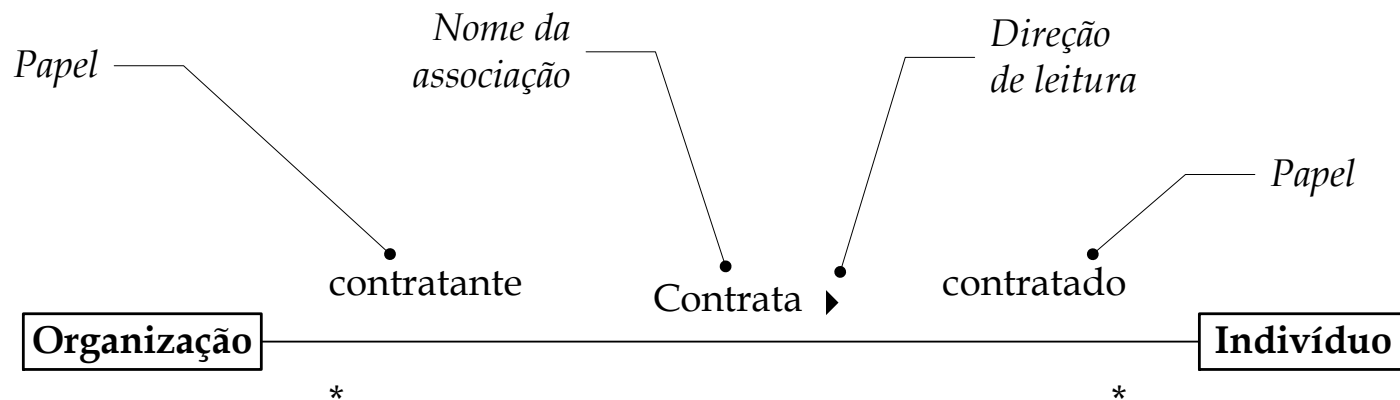 Nome da
associação
Direção
de leitura
Papel
Papel
contratante
Contrata
contratado
Organização
Indivíduo
*
*